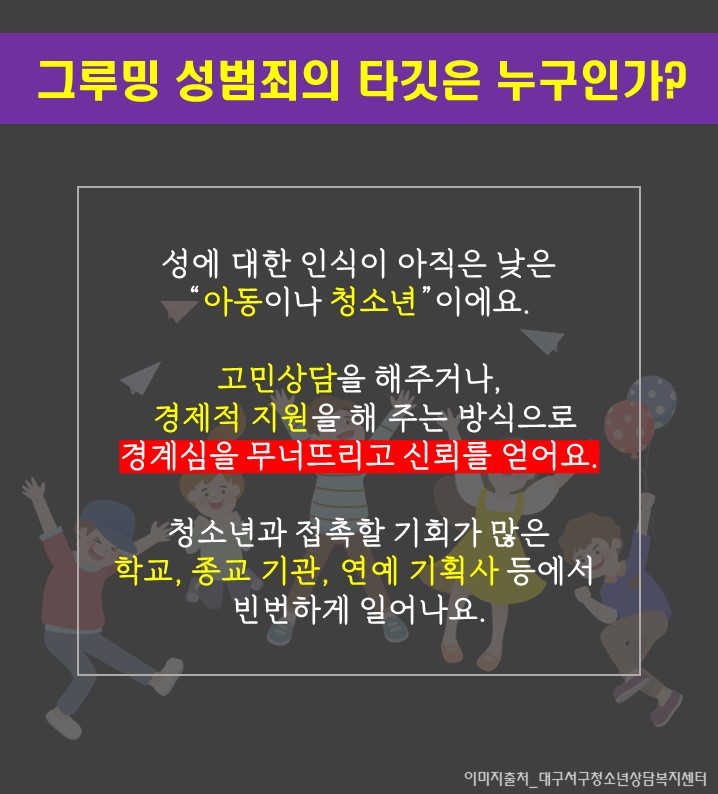 그루밍 성범죄의 타깃은 누구인가?
성에 대한 인식이 아직은 낮은
“아동이나 청소년”이에요.
고민상담을 해주거나,
경제적 지원을 해 주는 방식으로
경계심을 무너뜨리고 신뢰를 얻어요.
청소년과 접촉할 기회가 많은
학교, 종교 기관, 연예 기획사 등에서
빈번하게 일어나요.
이미지출처_대구서구청소년상담복지센터